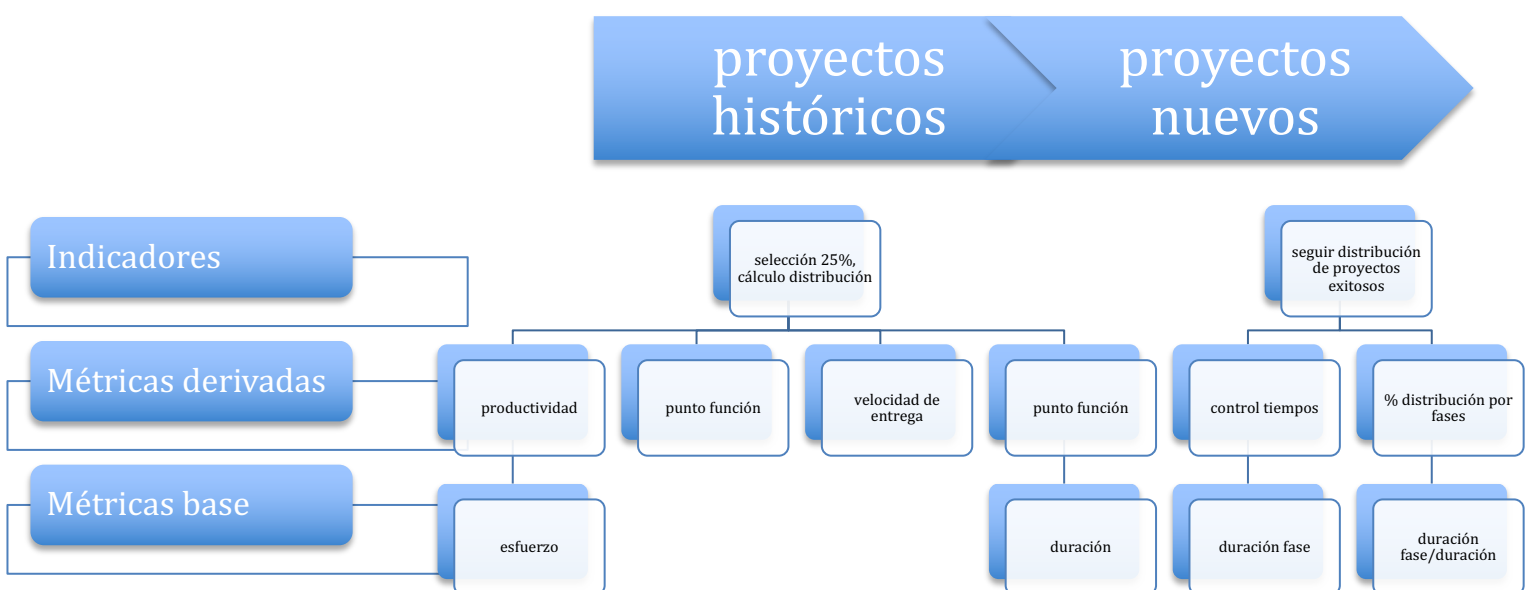 proyectos
históricos
proyectos
nuevos
Indicadores
selección 25%,
cálculo distribución
seguir distribución
de proyectos
exitosos
Métricas derivadas
productividad
punto función
velocidad de
entrega
punto función
control tiempos
% distribución por
fases
Métricas base
esfuerzo
duración
duración fase
duración
fase/duración